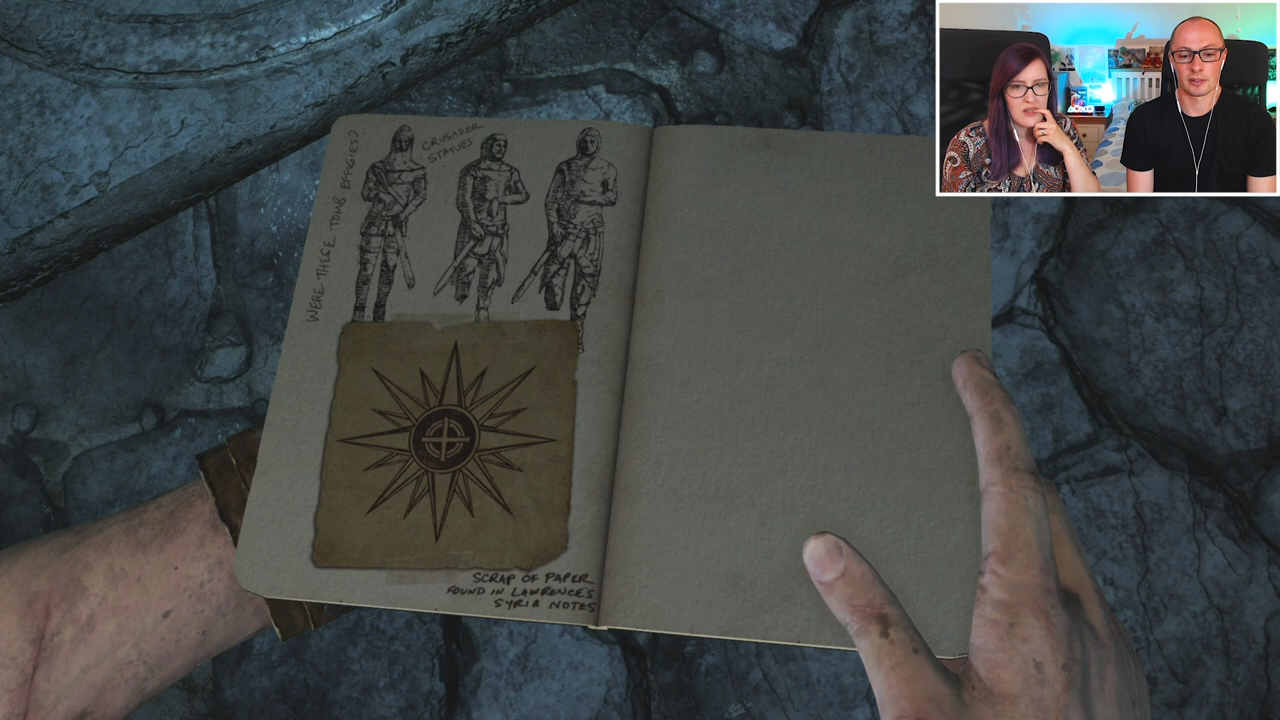 WERE THESE TOMB EFFIGIES?
CRUSADER
STATUES
SCRAP OF PAPER
FOUND IN LAWRENCE'S
SYRIA NOTES